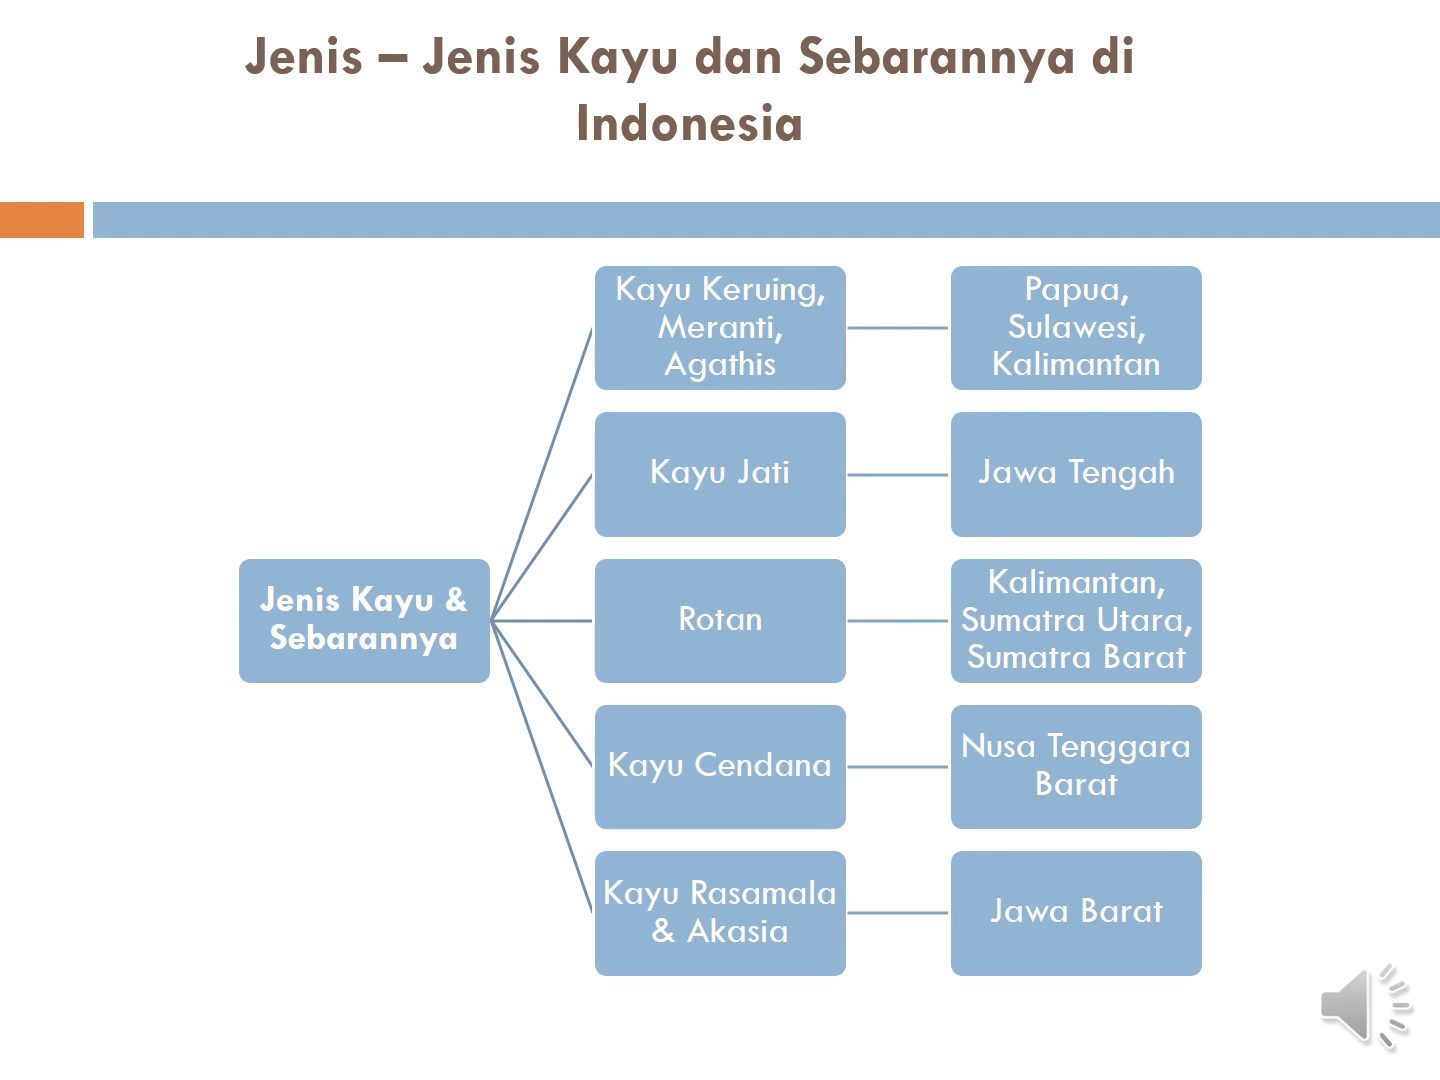 Jenis – Jenis Kayu dan Sebarannya di
Indonesia
Jenis Kayu &
Sebarannya
Kayu Keruing,
Meranti,
Agathis
Papua,
Sulawesi,
Kalimantan
Kayu Jati
Jawa Tengah
Rotan
Kalimantan,
Sumatra Utara,
Sumatra Barat
Kayu Cendana
Nusa Tenggara
Barat
Kayu Rasamala
& Akasia
Jawa Barat